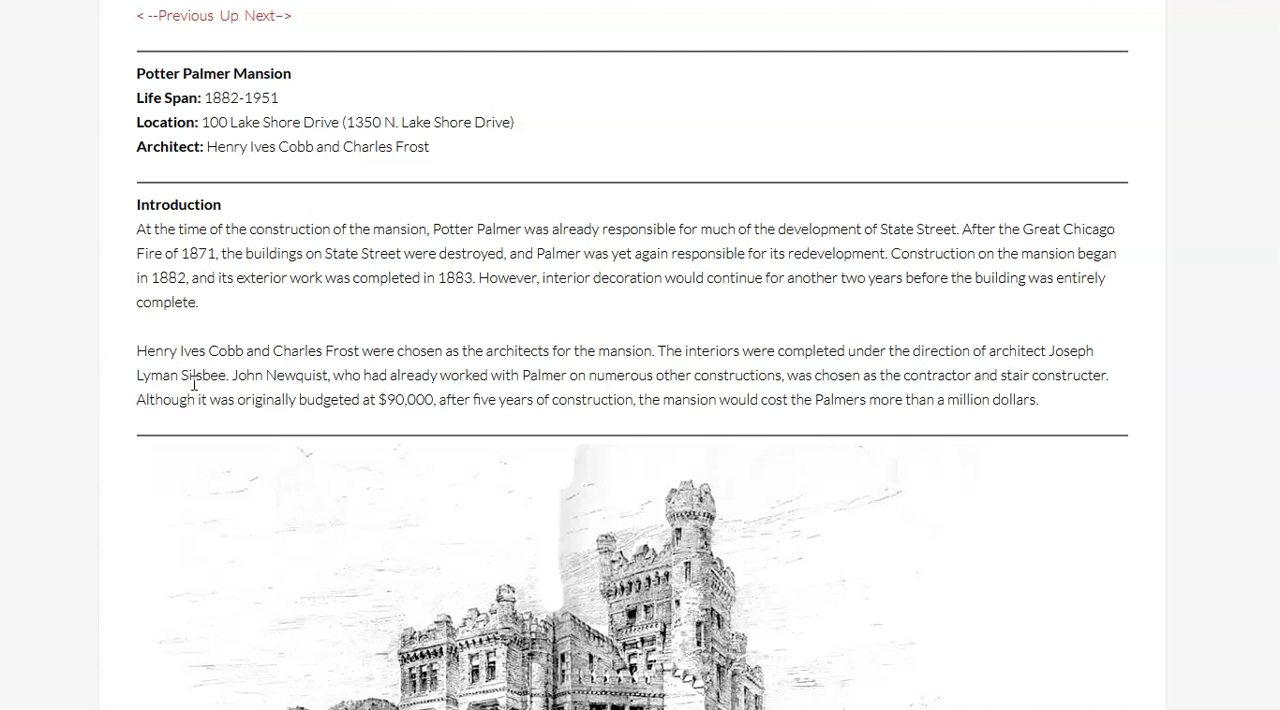 < --Previous Up Next–>
Potter Palmer Mansion
Life Span: 1882-1951
Location: 100 Lake Shore Drive (1350 N. Lake Shore Drive)
Architect: Henry Ives Cobb and Charles Frost
Introduction
At the time of the construction of the mansion, Potter Palmer was already responsible for much of the development of State Street. After the Great Chicago
Fire of 1871, the buildings on State Street were destroyed, and Palmer was yet again responsible for its redevelopment. Construction on the mansion began
in 1882, and its exterior work was completed in 1883. However, interior decoration would continue for another two years before the building was entirely
complete.
Henry Ives Cobb and Charles Frost were chosen as the architects for the mansion. The interiors were completed under the direction of architect Joseph
Lyman Silsbee. John Newquist, who had already worked with Palmer on numerous other constructions, was chosen as the contractor and stair constructer.
Although it was originally budgeted at $90,000, after five years of construction, the mansion would cost the Palmers more than a million dollars.